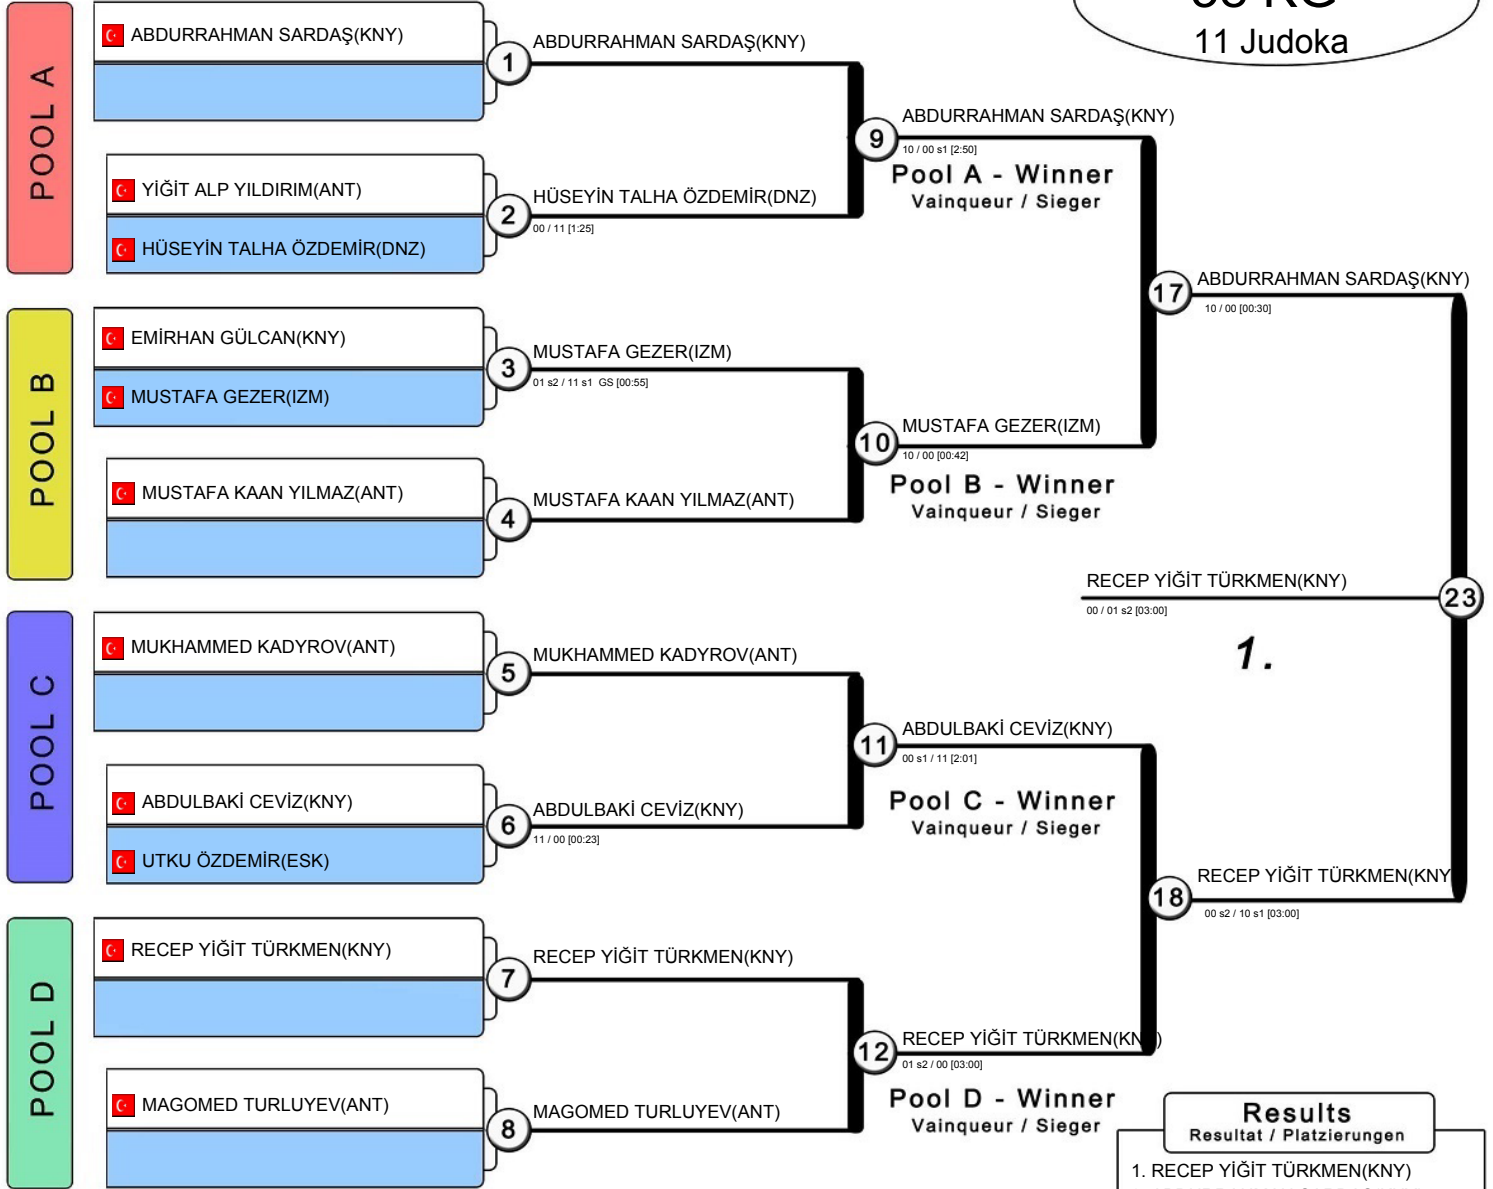 11 Judoka
POOL A
ABDURRAHMAN SARDAŞ(KNY)
1
ABDURRAHMAN SARDAŞ(KNY)
YİĞİT ALP YILDIRIM(ANT)
HÜSEYİN TALHA ÖZDEMİR(DNZ)
2
HÜSEYİN TALHA ÖZDEMİR(DNZ)
00 / 11 [1:25]
9
ABDURRAHMAN SARDAŞ(KNY)
10 / 00 s1 [2:50]
Pool A - Winner
Vainqueur / Sieger
POOL B
EMİRHAN GÜLCAN(KNY)
MUSTAFA GEZER(IZM)
3
MUSTAFA GEZER(IZM)
01 s2 / 11 s1 GS [00:55]
MUSTAFA KAAN YILMAZ(ANT)
4
MUSTAFA KAAN YILMAZ(ANT)
10
MUSTAFA GEZER(IZM)
10 / 00 [00:42]
Pool B - Winner
Vainqueur / Sieger
17
ABDURRAHMAN SARDAŞ(KNY)
10 / 00 [00:30]
POOL C
MUKHAMMED KADYROV(ANT)
5
MUKHAMMED KADYROV(ANT)
ABDULBAKİ CEVİZ(KNY)
UTKU ÖZDEMİR(ESK)
6
ABDULBAKİ CEVİZ(KNY)
11 / 00 [00:23]
11
ABDULBAKİ CEVİZ(KNY)
00 s1 / 11 [2:01]
Pool C - Winner
Vainqueur / Sieger
POOL D
RECEP YİĞİT TÜRKMEN(KNY)
7
RECEP YİĞİT TÜRKMEN(KNY)
MAGOMED TURLUYEV(ANT)
8
MAGOMED TURLUYEV(ANT)
12
RECEP YİĞİT TÜRKMEN(KN)
01 s2 / 00 [03:00]
Pool D - Winner
Vainqueur / Sieger
18
RECEP YİĞİT TÜRKMEN(KNY
00 s2 / 10 s1 [03:00]
RECEP YİĞİT TÜRKMEN(KNY)
00 / 01 s2 [03:00]
23
1.
Results
Resultat / Platzierungen
1. RECEP YİĞİT TÜRKMEN(KNY)